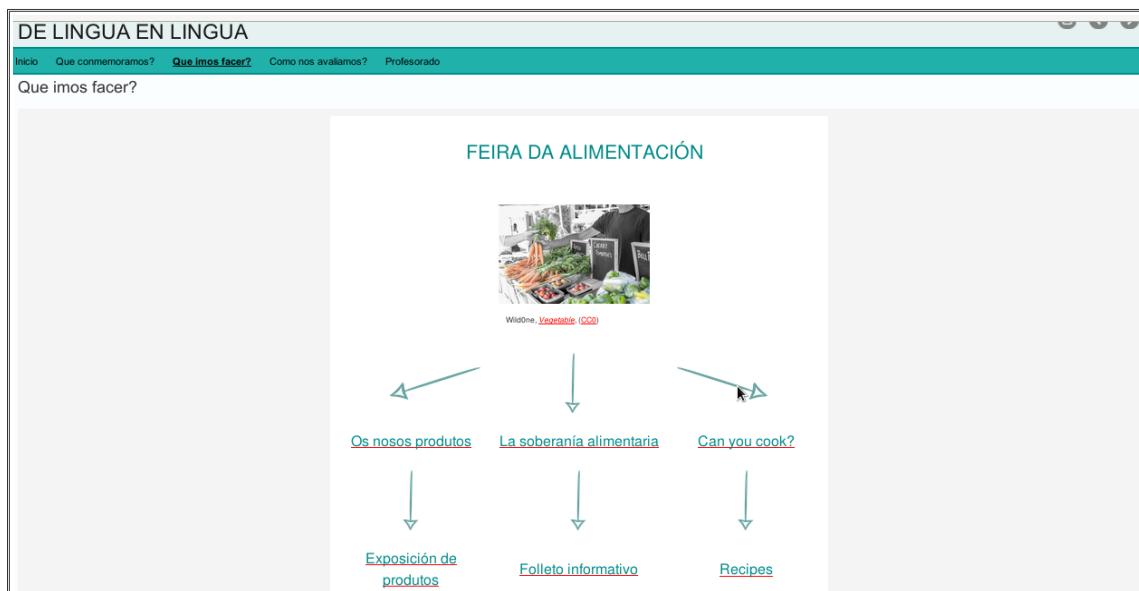 DE LINGUA EN LINGUA
Inicio Que conmemoramos? Que imos facer? Como nos avaliamos? Profesorado
Que imos facer?
FEIRA DA ALIMENTACIÓN
Wild0ne, Vegetable, (CC0)
Os nosos produtos La soberanía alimentaria Can you cook?
Exposición de
produtos
Folleto informativo
Recipes